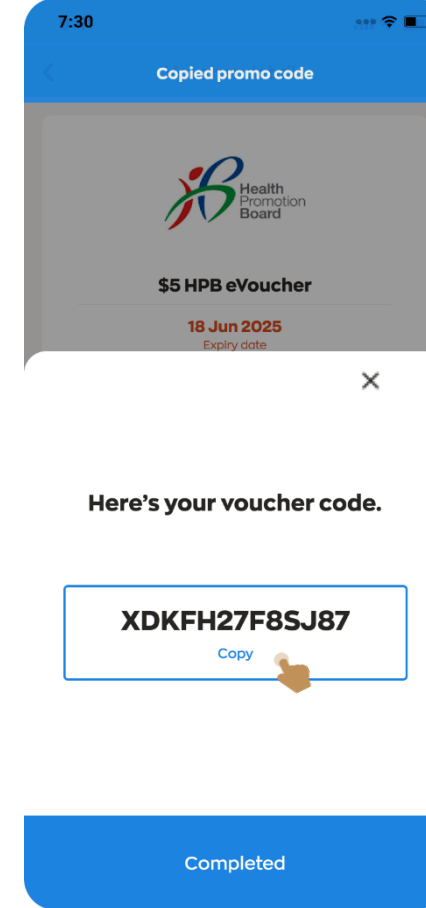 7:30
Copied promo code
Health
Promotion
Board
$5 HPB eVoucher
18 Jun 2025
Expiry date
Here's your voucher code.
XDKFH27F8SJ87
Copy
Completed